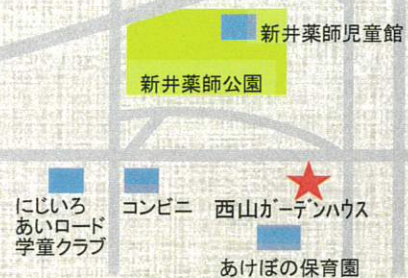 新井薬師児童館
新井薬師公園
にじいろ
あいロード
学童クラブ
コンビニ
西山ガーデンハウス
あけぼの保育園